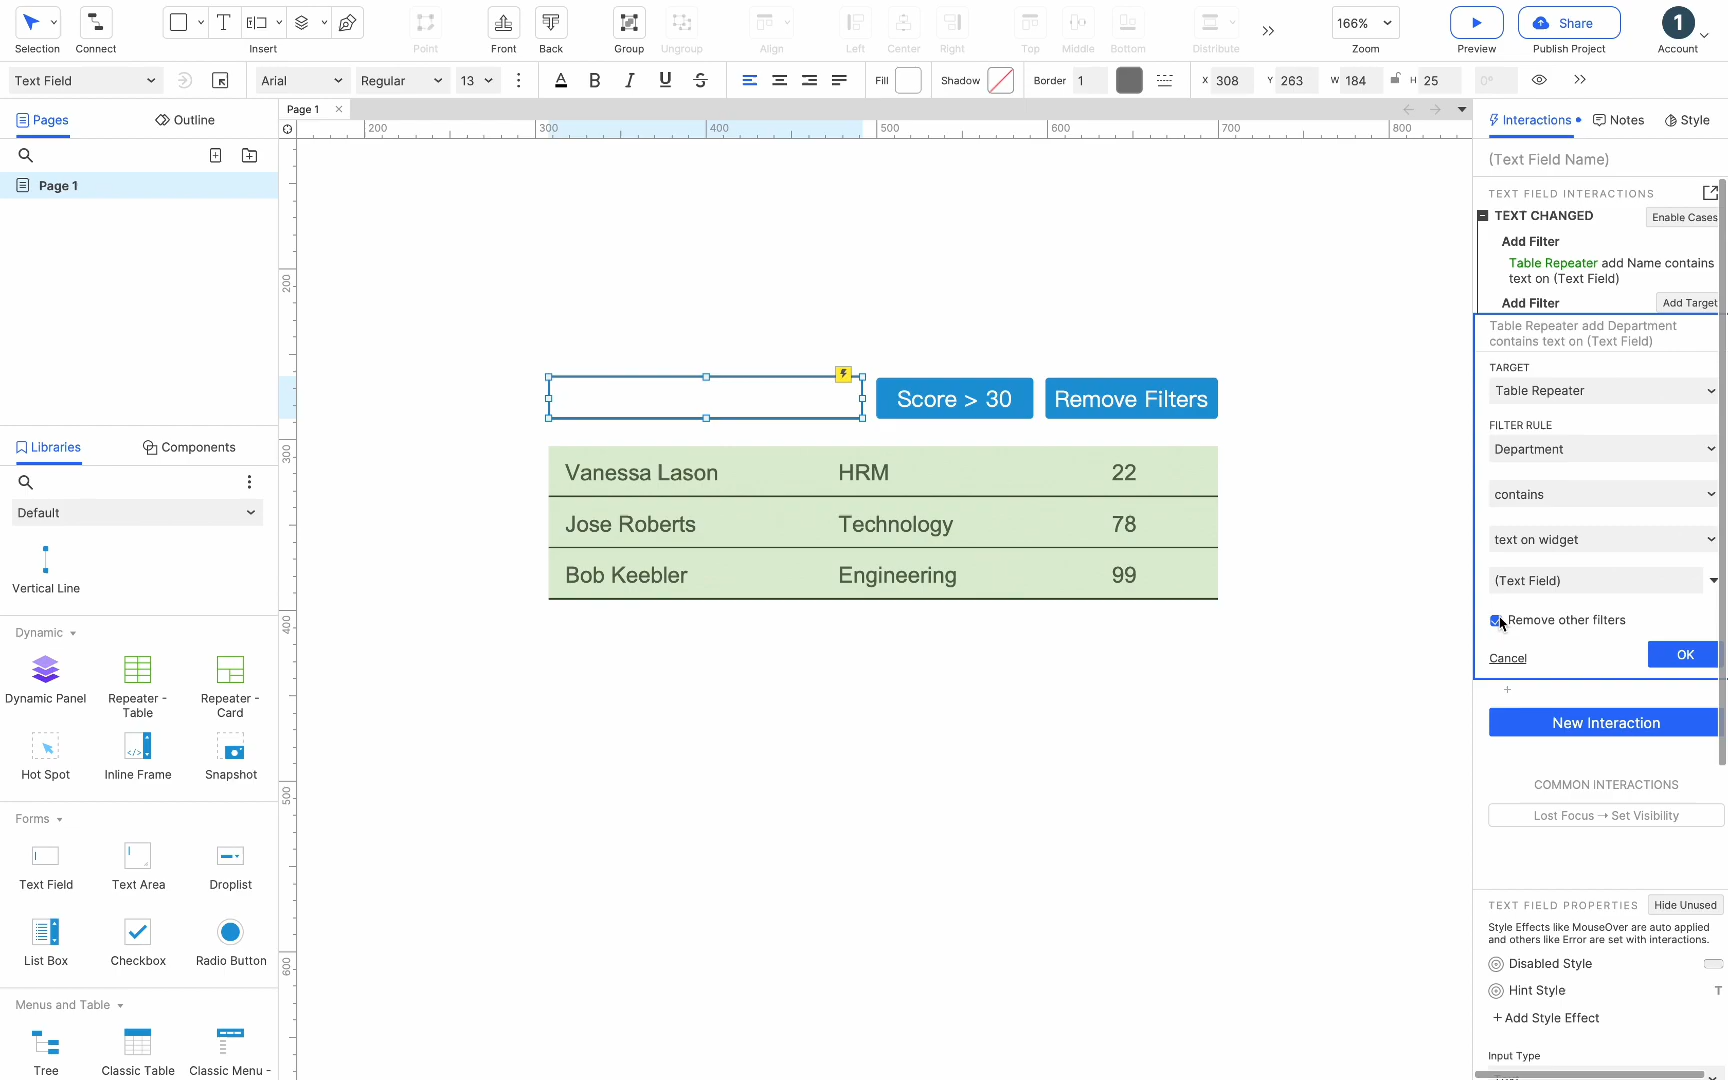 Selection
Connect
Insert
Point
Front
Back
Group
Ungroup
Align
Left
Center
Right
Top
Middle
Bottom
Distribute
166%
Zoom
Preview
Share
Publish Project
1
Account
Text Field
Arial
Regular
13
Fill
Shadow
Border 1
X 308
Y 263
W 184
H 25
0°
Pages
Outline
Page 1
Page 1
200 300 400 500 600 700 800
200
300
400
500
600
Libraries
Components
Default
Vertical Line
Dynamic
Dynamic Panel
Repeater - Table
Repeater - Card
Hot Spot
Inline Frame
Snapshot
Forms
Text Field
Text Area
Droplist
List Box
Checkbox
Radio Button
Menus and Table
Tree
Classic Table
Classic Menu -
Score > 30
Remove Filters
Vanessa Lason HRM 22
Jose Roberts Technology 78
Bob Keebler Engineering 99
Interactions
Notes
Style
(Text Field Name)
TEXT FIELD INTERACTIONS
TEXT CHANGED
Enable Cases
Add Filter
Table Repeater add Name contains
text on (Text Field)
Add Filter
Add Target
Table Repeater add Department
contains text on (Text Field)
TARGET
Table Repeater
FILTER RULE
Department
contains
text on widget
(Text Field)
Remove other filters
Cancel
OK
New Interaction
COMMON INTERACTIONS
Lost Focus → Set Visibility
TEXT FIELD PROPERTIES
Hide Unused
Style Effects like MouseOver are auto applied
and others like Error are set with interactions.
Disabled Style
Hint Style
+ Add Style Effect
Input Type